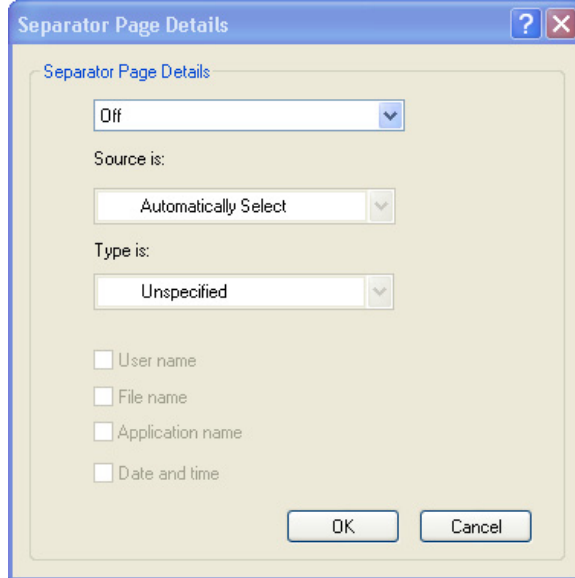 Separator Page Details
Separator Page Details
Off
Source is:
Automatically Select
Type is:
Unspecified
User name
File name
Application name
Date and time
OK Cancel